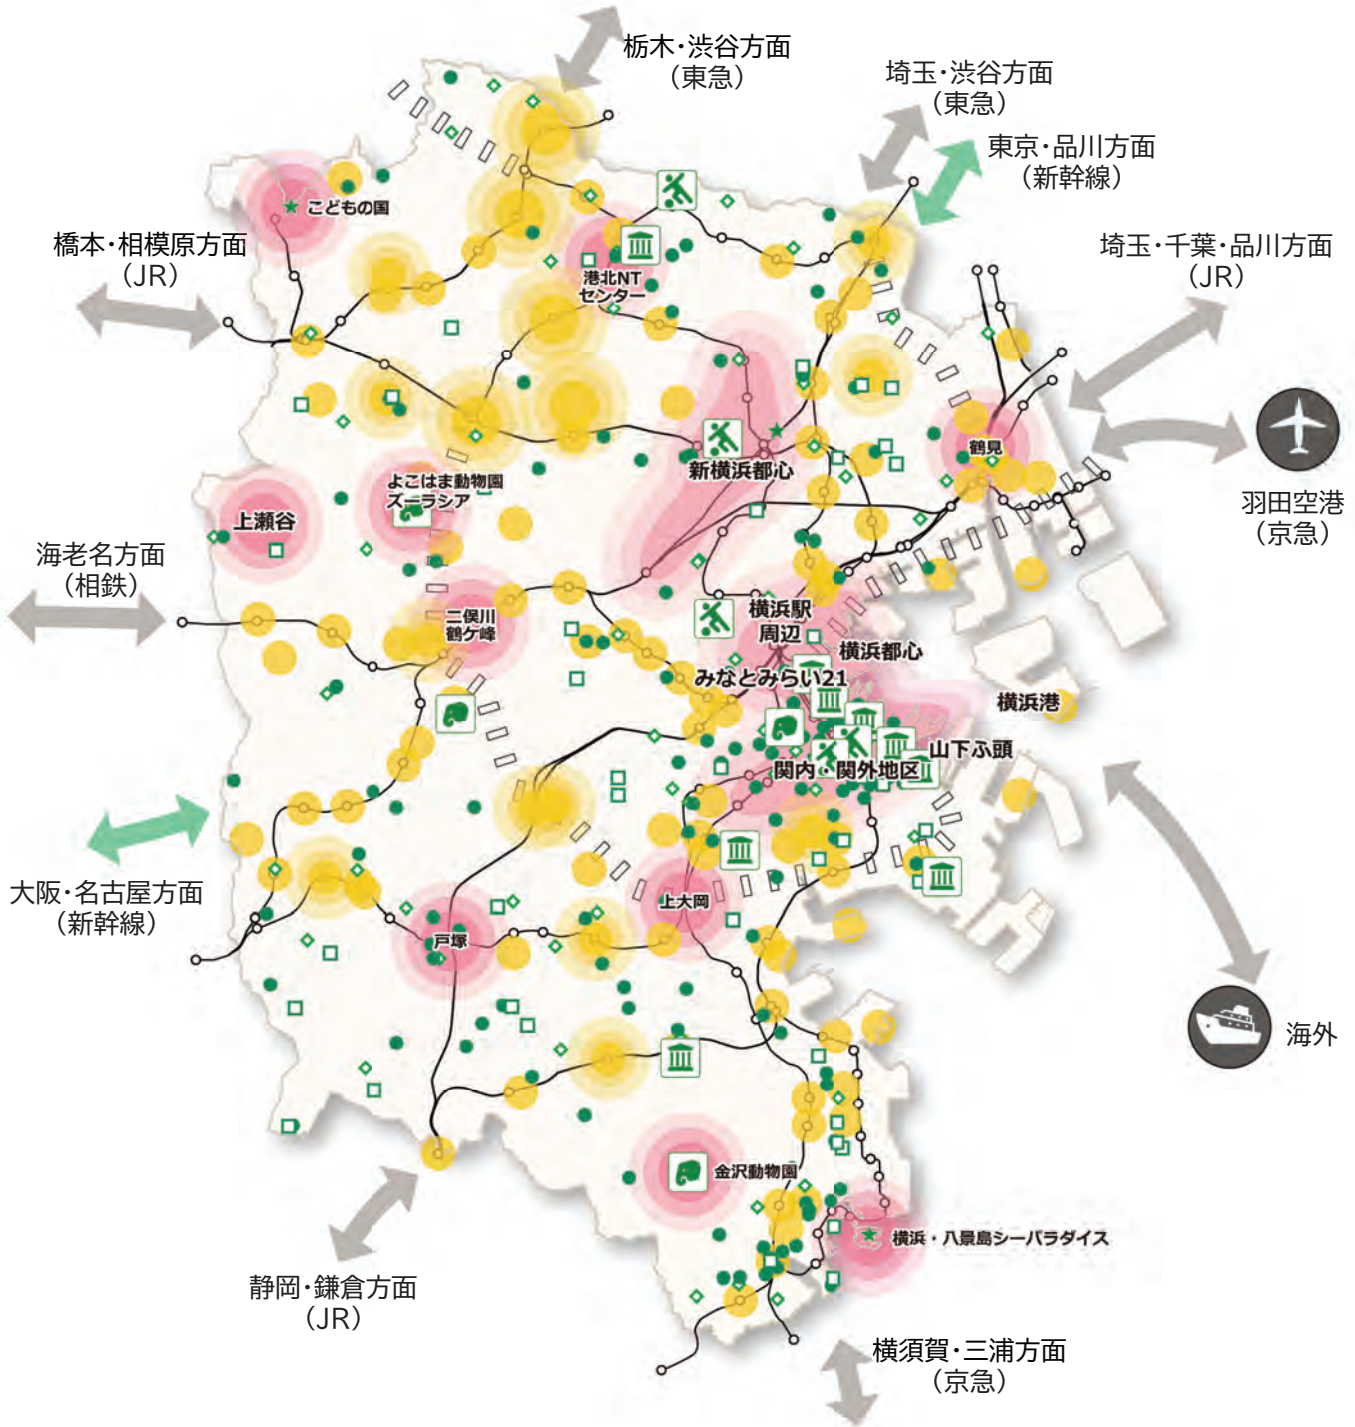 栃木・渋谷方面
（東急）
埼玉・渋谷方面
（東急）
東京・品川方面
（新幹線）
こどもの国
橋本・相模原方面
（JR）
埼玉・千葉・品川方面
（JR）
港北NT
センター
鶴見
新横浜都心
よこはま動物園
ズーラシア
上瀬谷
羽田空港
（京急）
海老名方面
（相鉄）
二俣川
鶴ケ峰
横浜駅
周辺
横浜都心
みなとみらい21
横浜港
山下ふ頭
関内・関外地区
大阪・名古屋方面
（新幹線）
上大岡
戸塚
海外
金沢動物園
横浜・八景島シーパラダイス
静岡・鎌倉方面
（JR）
横須賀・三浦方面
（京急）